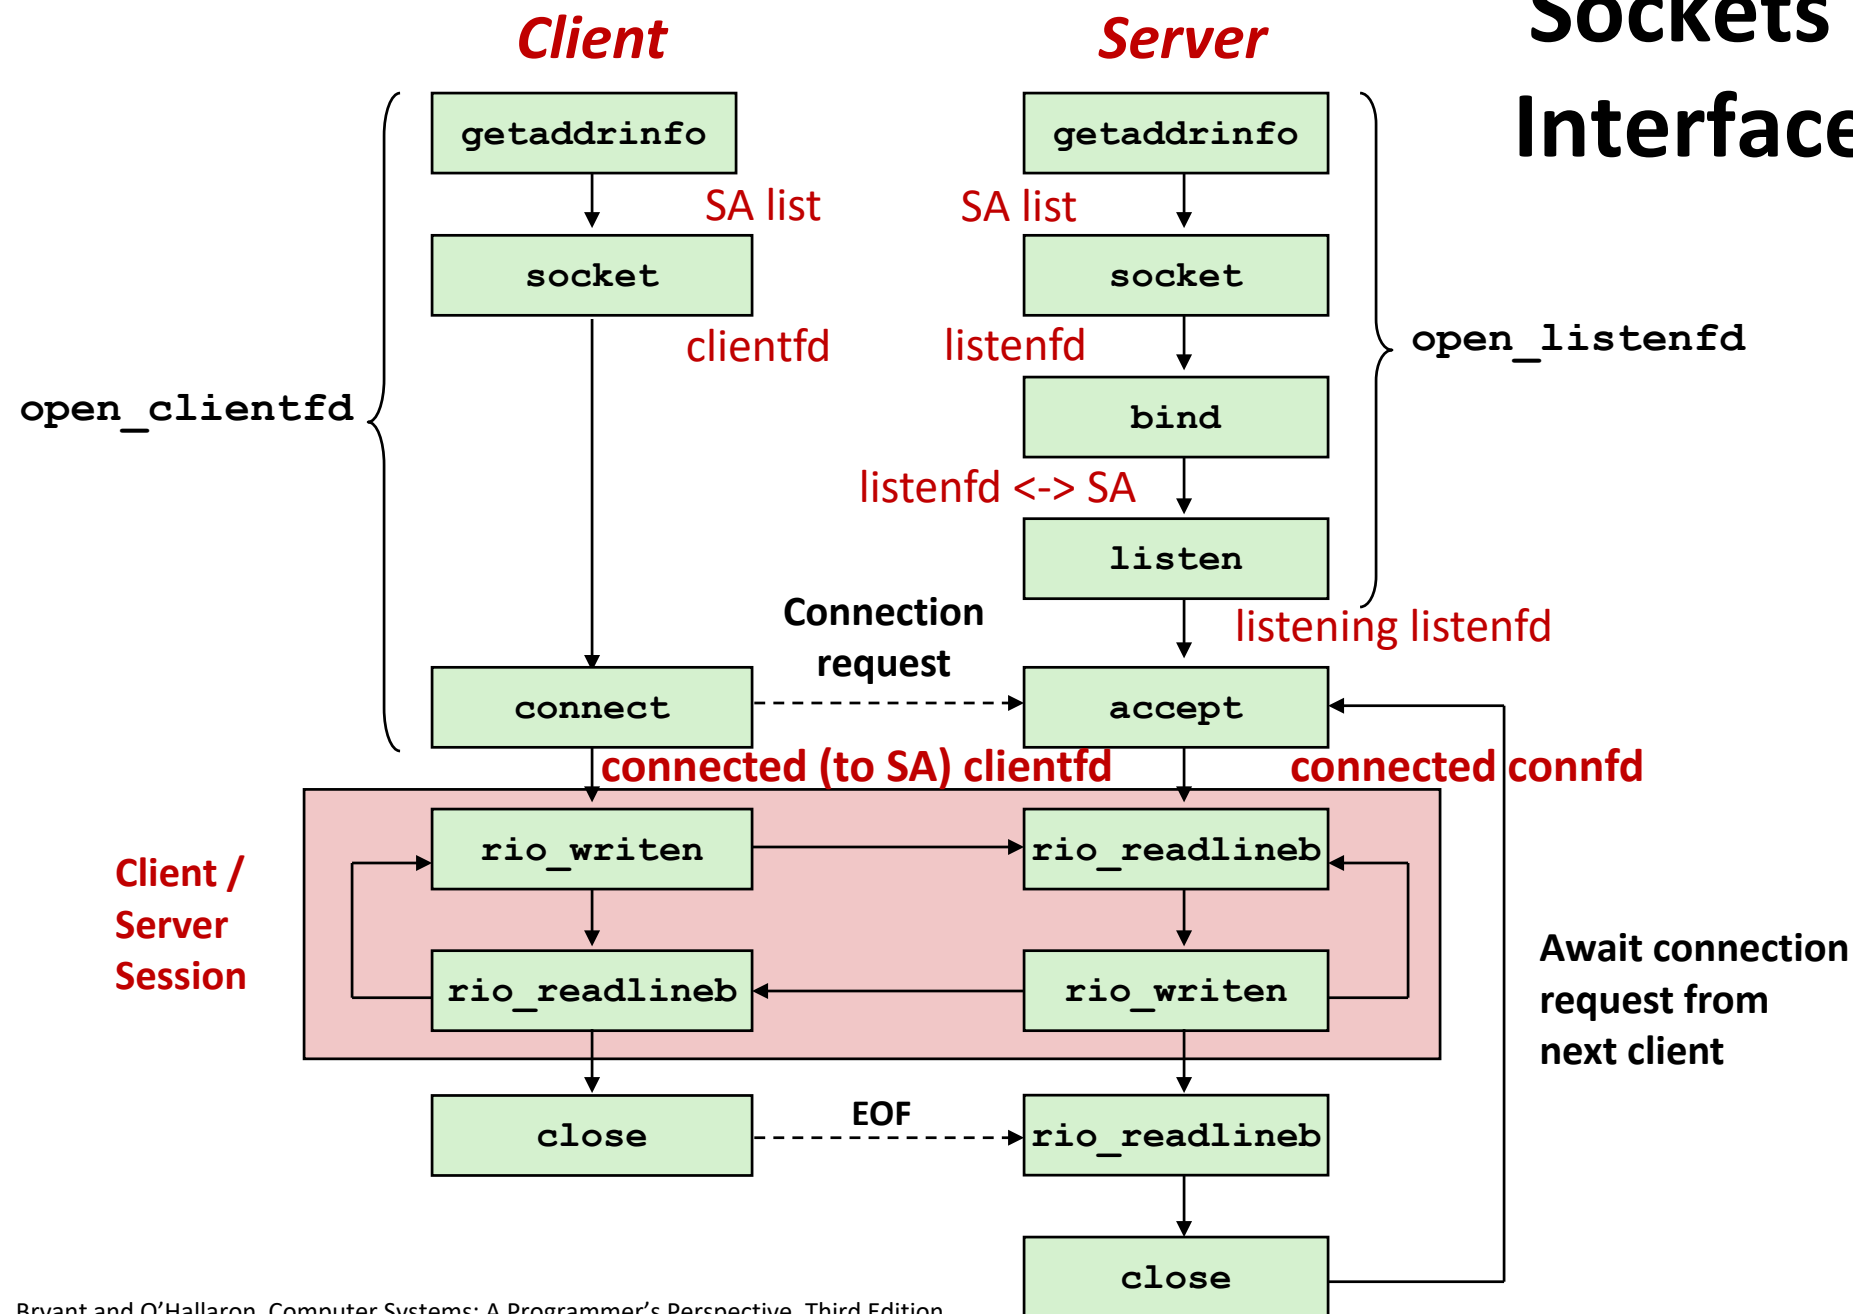 Sockets
Interface
Client
Server
getaddrinfo
getaddrinfo
SA list
SA list
socket
socket
clientfd
listenfd
open_listenfd
open_clientfd
bind
listenfd <-> SA
listen
Connection
request
listening listenfd
connect
accept
connected (to SA) clientfd
connected connfd
rio_writen
rio_readlineb
Client /
Server
Session
rio_readlineb
rio_writen
Await connection
request from
next client
close
EOF
rio_readlineb
close
Bryant and O'Hallaron, Computer Systems: A Programmer's Perspective, Third Edition